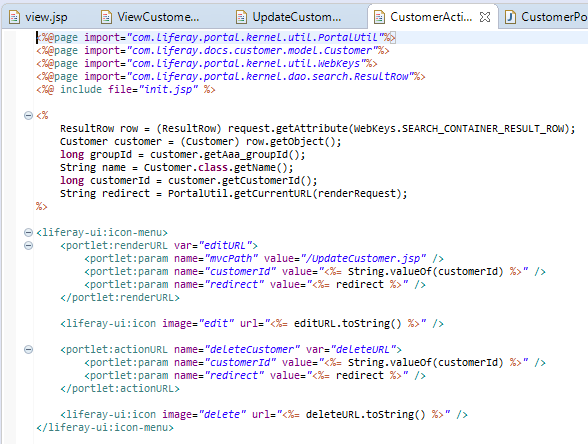 view.jsp ViewCustome... UpdateCustom... CustomerActi... CustomerPo
<%@page import="com.liferay.portal.kernel.util.PortalUtil"%>
<%@page import="com.liferay.docs.customer.model.Customer"%>
<%@page import="com.liferay.portal.kernel.util.WebKeys"%>
<%@page import="com.liferay.portal.kernel.dao.search.ResultRow"%>
<%@ include file="init.jsp" %>
<%
ResultRow row = (ResultRow) request.getAttribute(WebKeys.SEARCH_CONTAINER_RESULT_ROW);
Customer customer = (Customer) row.getObject();
long groupId = customer.getAaa_groupId();
String name = Customer.class.getName();
long customerId = customer.getCustomerId();
String redirect = PortalUtil.getCurrentURL(renderRequest);
%>
<liferay-ui:icon-menu>
<portlet:renderURL var="editURL">
<portlet:param name="mvcPath" value="/UpdateCustomer.jsp" />
<portlet:param name="customerId" value="<%= String.valueOf(customerId) %>" />
<portlet:param name="redirect" value="<%= redirect %>" />
</portlet:renderURL>
<liferay-ui:icon image="edit" url="<%= editURL.toString() %>" />
<portlet:actionURL name="deleteCustomer" var="deleteURL">
<portlet:param name="customerId" value="<%= String.valueOf(customerId) %>" />
<portlet:param name="redirect" value="<%= redirect %>" />
</portlet:actionURL>
<liferay-ui:icon image="delete" url="<%= deleteURL.toString() %>" />
</liferay-ui:icon-menu>